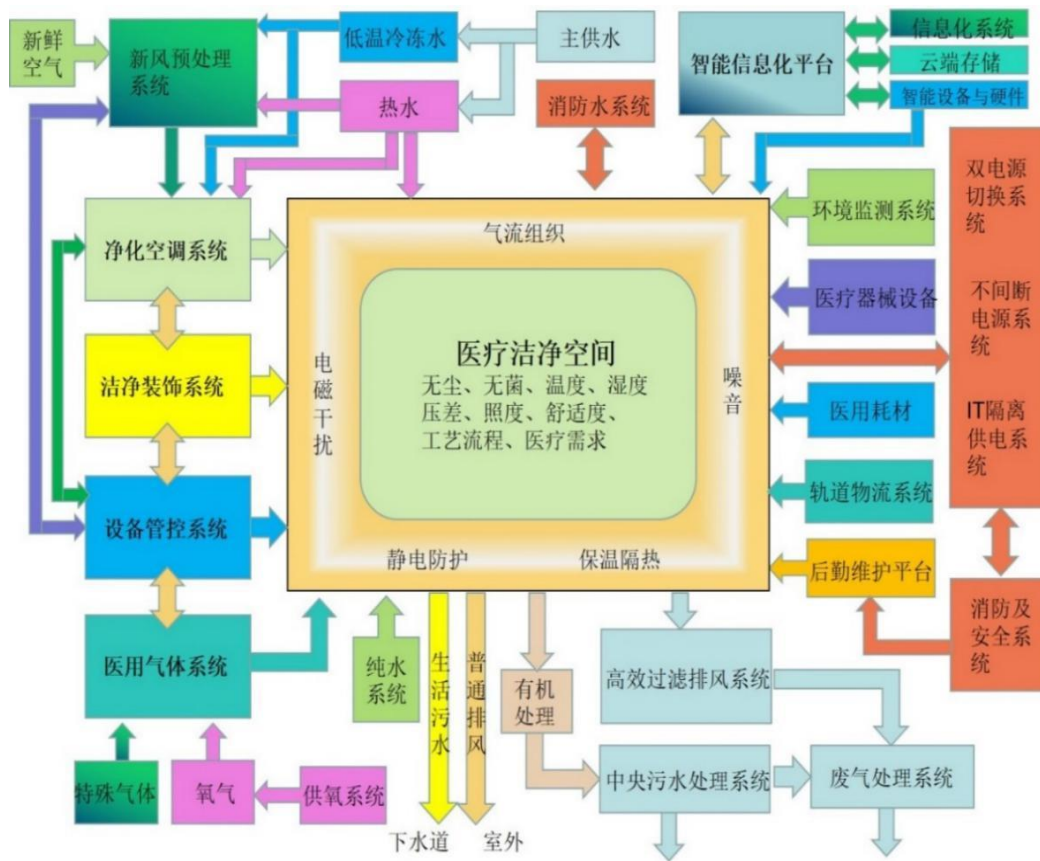 新鲜
空气
新风预处理
系统
低温冷冻水
主供水
热水
消防水系统
智能信息化平台
信息化系统
云端存储
智能设备与硬件
双电源
切换系
统
不间断
电源系
统
IT隔离
供电系
统
净化空调系统
洁净装饰系统
设备管控系统
医用气体系统
特殊气体
氧气
供氧系统
气流组织
电磁干扰
噪音
静电防护
保温隔热
医疗洁净空间
无尘、无菌、温度、湿度
压差、照度、舒适度、
工艺流程、医疗需求
环境监测系统
医疗器械设备
医用耗材
轨道物流系统
后勤维护平台
消防及
安全系
统
纯水
系统
生活污水
普通排风
有机
处理
高效过滤排风系统
中央污水处理系统
废气处理系统
下水道
室外